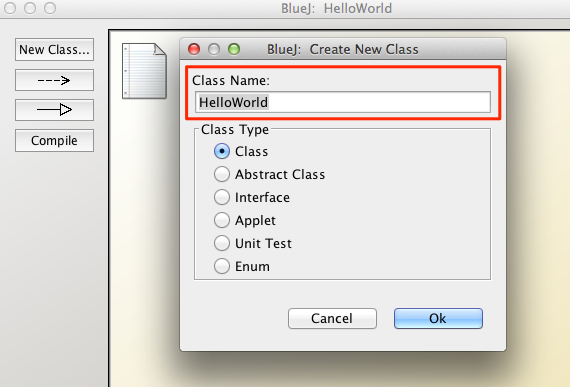 BlueJ: HelloWorld
New Class...
Compile
BlueJ: Create New Class
Class Name:
HelloWorld
Class Type
Class
Abstract Class
Interface
Applet
Unit Test
Enum
Cancel
Ok